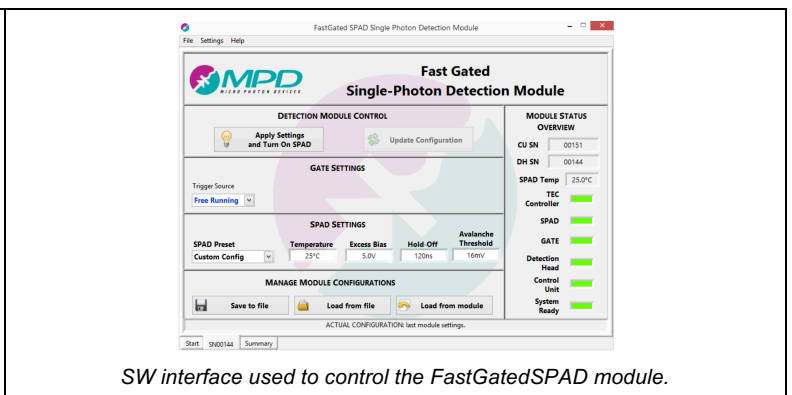 FastGated SPAD Single Photon Detection Module
File Settings Help
MPD
MICRO PHOTON DEVICES
Fast Gated
Single-Photon Detection Module
DETECTION MODULE CONTROL
Apply Settings
and Turn On SPAD
Update Configuration
GATE SETTINGS
Trigger Source
Free Running
SPAD SETTINGS
SPAD Preset
Temperature
Excess Bias
Hold-Off
Avalanche
Threshold
Custom Config
25°C
5.0V
120ns
16mV
MANAGE MODULE CONFIGURATIONS
Save to file
Load from file
Load from module
MODULE STATUS
OVERVIEW
CU SN 00151
DH SN 00144
SPAD Temp 25.0°C
TEC
Controller
SPAD
GATE
Detection
Head
Control
Unit
System
Ready
ACTUAL CONFIGURATION: last module settings.
Start SN00144 Summary
SW interface used to control the FastGatedSPAD module.